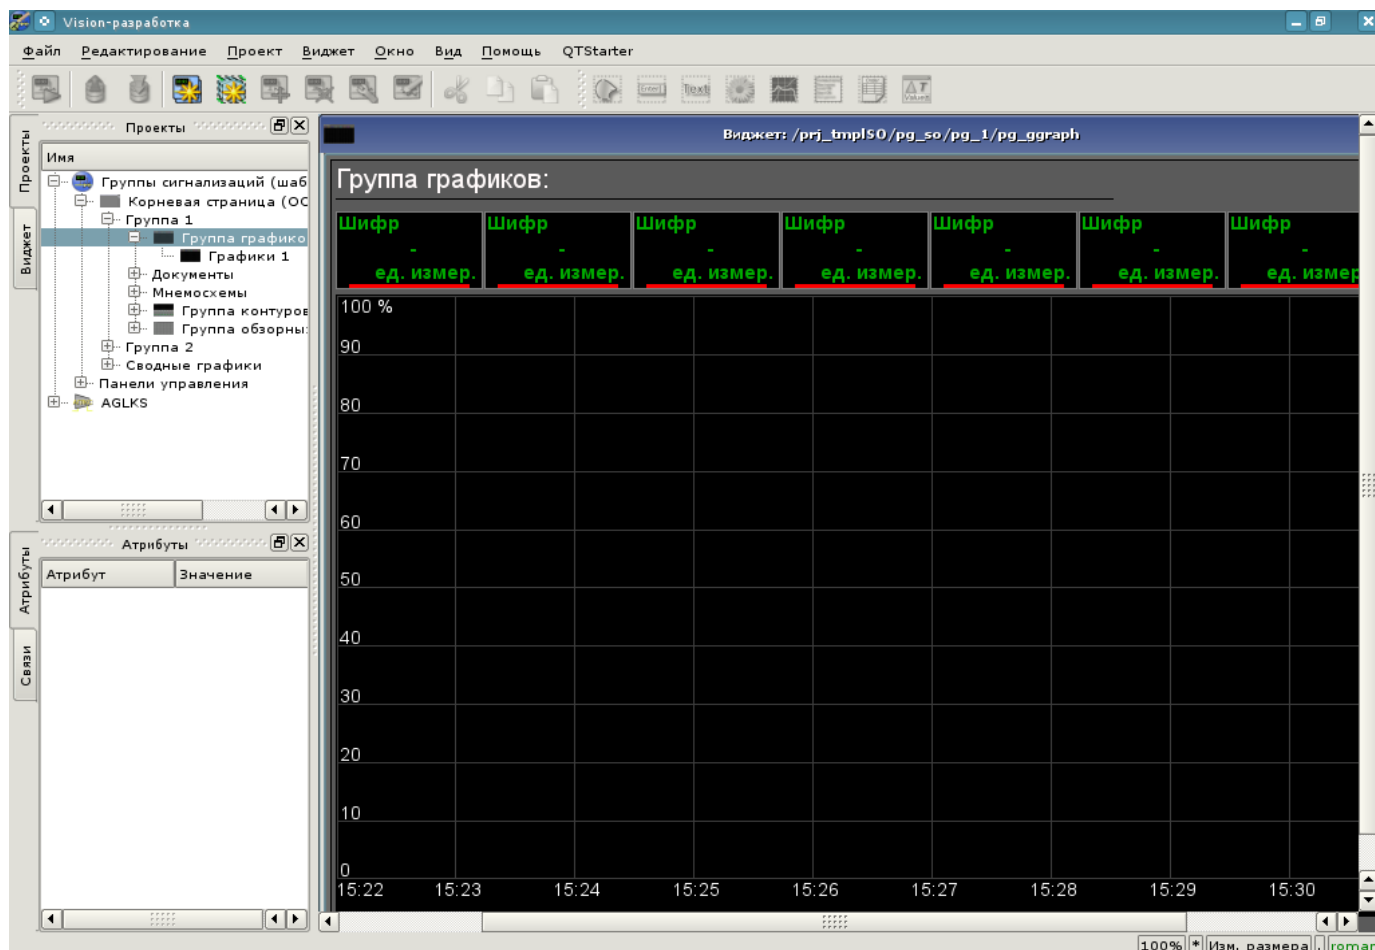 Vision-разработка
Файл Редактирование Проект Виджет Окно Вид Помощь QTStarter
Проекты
Проекты
Виджет
Имя
Группы сигнализаций (шаб
Корневая страница (ОС
Группа 1
Группа графико
Графики 1
Документы
Мнемосхемы
Группа контуров
Группа обзорны
Группа 2
Сводные графики
Панели управления
AGLKS
Атрибуты
Атрибуты
Связи
Атрибут Значение
Виджет: /prj_tmplSO/pg_so/pg_1/pg_ggraph
Группа графиков:
Шифр Шифр Шифр Шифр Шифр Шифр Шифр
- - - - - - -
ед. измер. ед. измер. ед. измер. ед. измер. ед. измер. ед. измер. ед. измер
100 %
90
80
70
60
50
40
30
20
10
0
15:22 15:23 15:24 15:25 15:26 15:27 15:28 15:29 15:30
100% * Изм. размера . roman